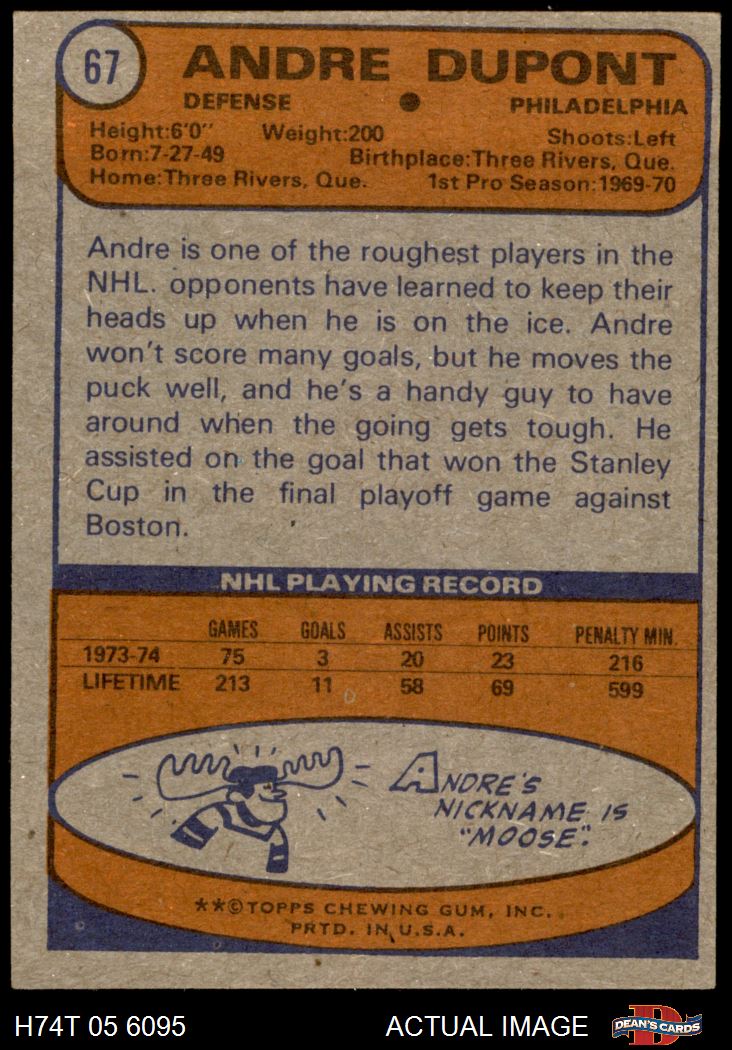 67
ANDRE DUPONT
DEFENSE ● PHILADELPHIA
Height:6'0" Weight:200 Shoots:Left
Born:7-27-49 Birthplace:Three Rivers, Que.
Home:Three Rivers, Que. 1st Pro Season:1969-70
Andre is one of the roughest players in the
NHL. opponents have learned to keep their
heads up when he is on the ice. Andre
won't score many goals, but he moves the
puck well, and he's a handy guy to have
around when the going gets tough. He
assisted on the goal that won the Stanley
Cup in the final playoff game against
Boston.
NHL PLAYING RECORD
GAMES GOALS ASSISTS POINTS PENALTY MIN.
1973-74 75 3 20 23 216
LIFETIME 213 11 58 69 599
ANDRE'S
NICKNAME IS
"MOOSE".
**©TOPPS CHEWING GUM, INC.
PRTD. IN U.S.A.
H74T 05 6095 ACTUAL IMAGE D DEAN'S CARDS